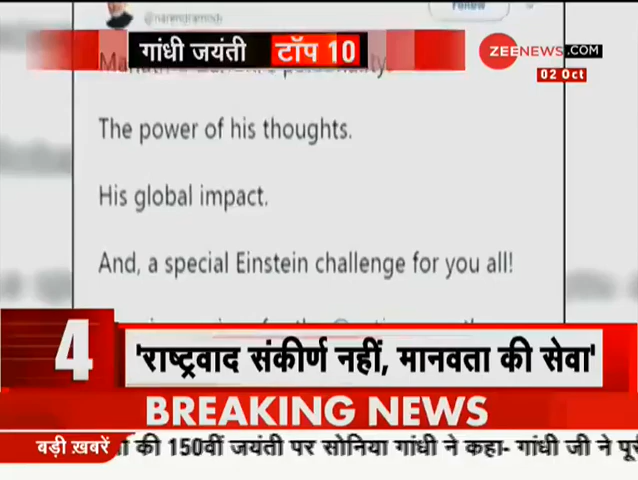 @narendramodi
गांधी जयंती टॉप 10
ZEENEWS.COM
02 Oct
The power of his thoughts.
His global impact.
And, a special Einstein challenge for you all!
4
'राष्ट्रवाद संकीर्ण नहीं, मानवता की सेवा'
BREAKING NEWS
बड़ी ख़बरें की 150वीं जयंती पर सोनिया गांधी ने कहा- गांधी जी ने